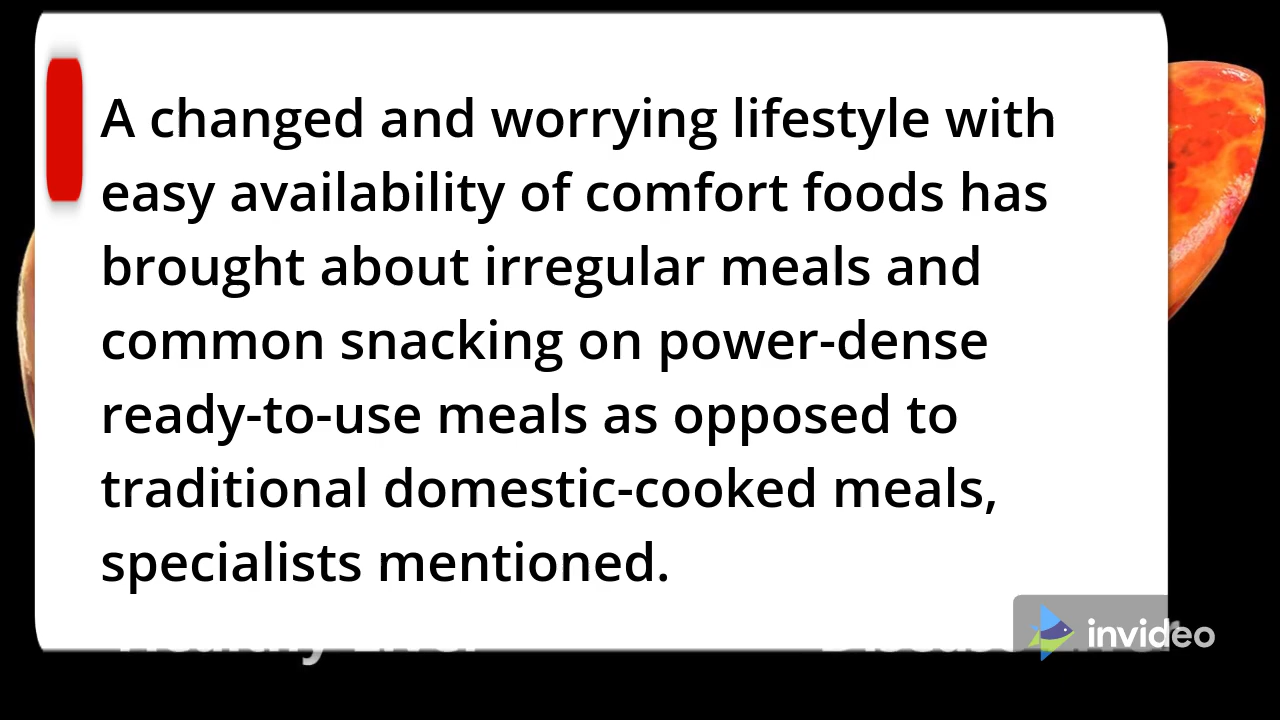 A changed and worrying lifestyle with
easy availability of comfort foods has
brought about irregular meals and
common snacking on power-dense
ready-to-use meals as opposed to
traditional domestic-cooked meals,
specialists mentioned.
invideo